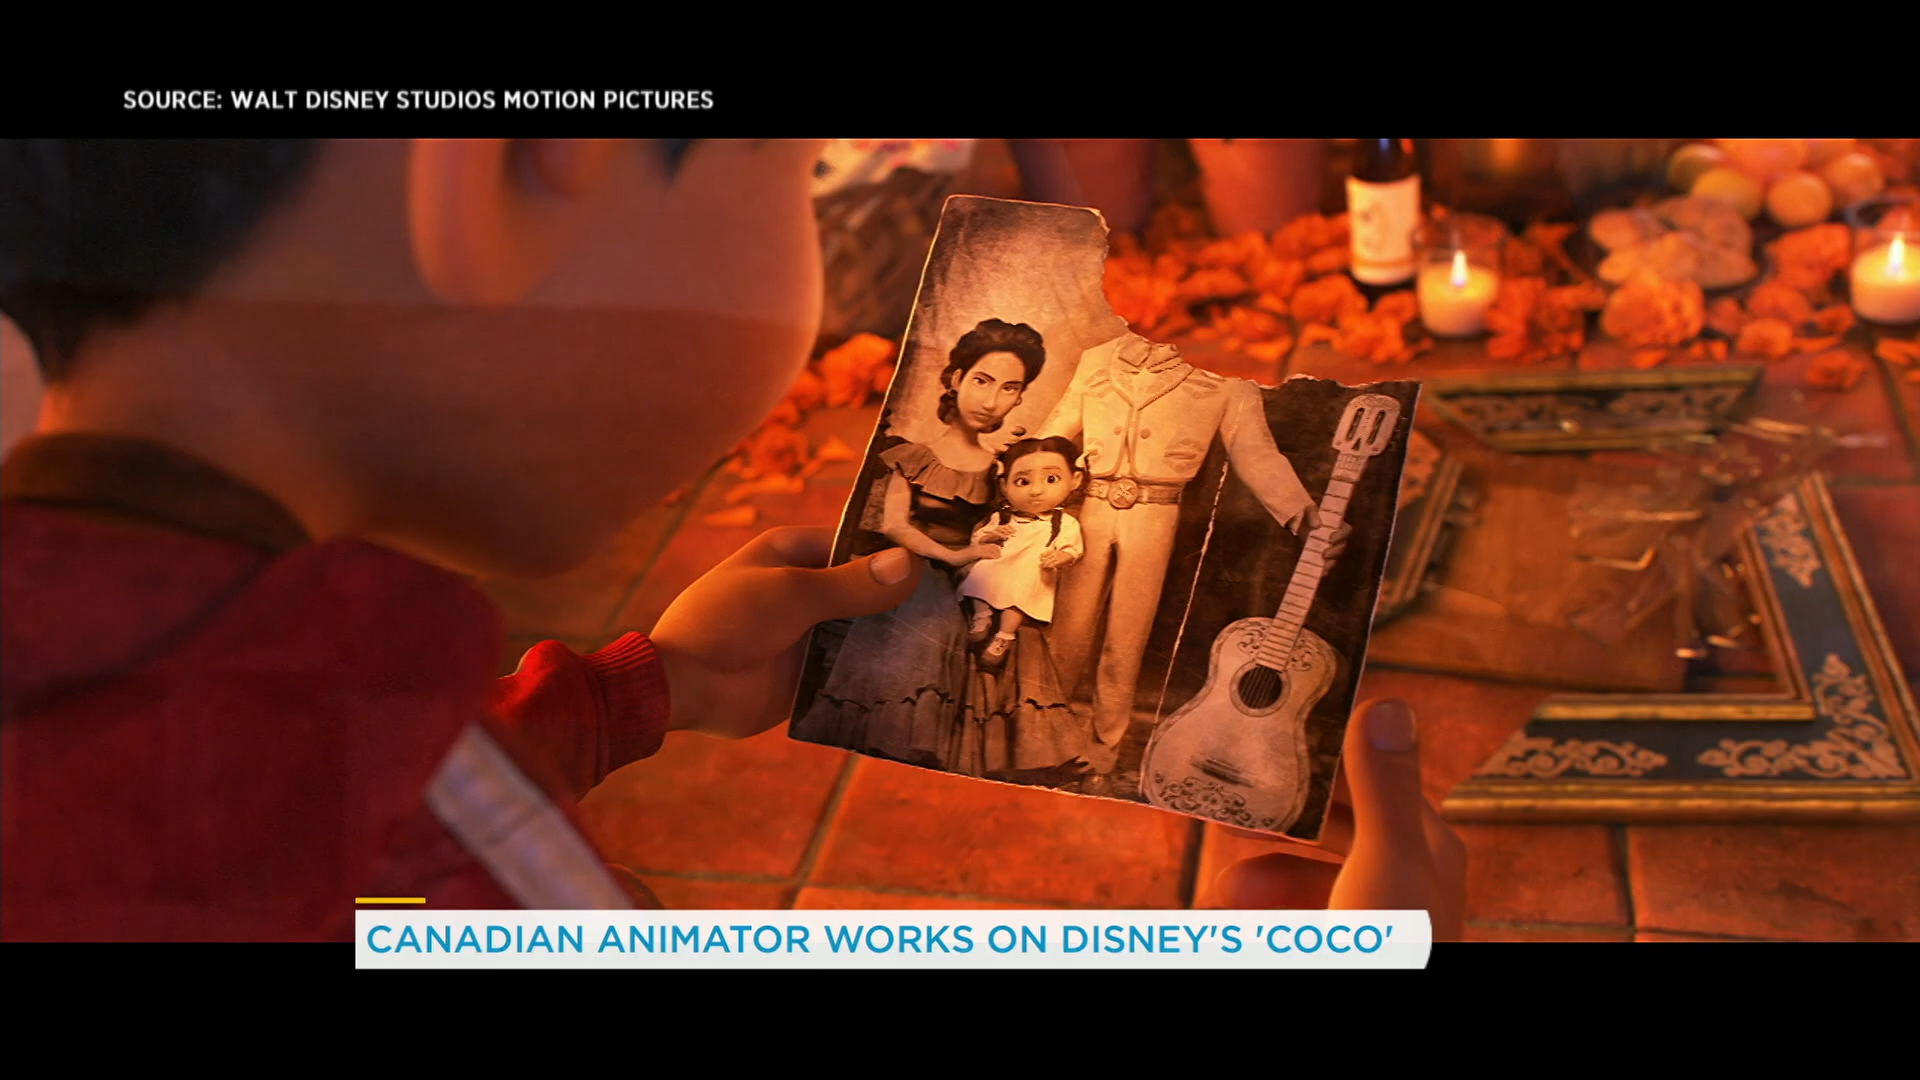 SOURCE: WALT DISNEY STUDIOS MOTION PICTURES
CANADIAN ANIMATOR WORKS ON DISNEY'S 'COCO'